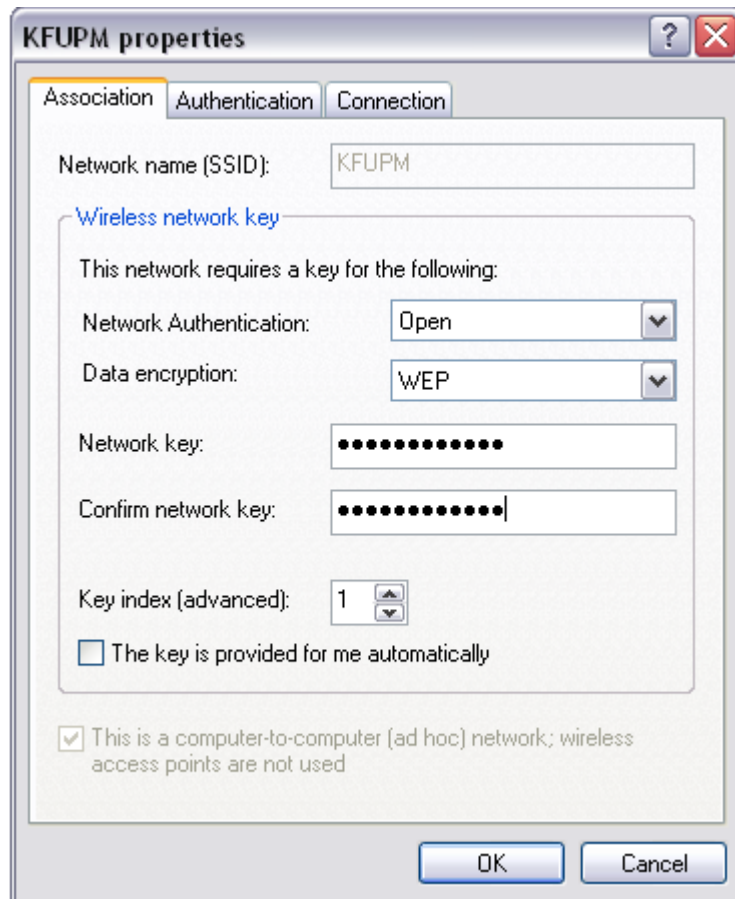 KFUPM properties
Association Authentication Connection
Network name (SSID): KFUPM
Wireless network key
This network requires a key for the following:
Network Authentication: Open
Data encryption: WEP
Network key: ••••••••••••
Confirm network key: ••••••••••••
Key index (advanced): 1
The key is provided for me automatically
This is a computer-to-computer (ad hoc) network; wireless
access points are not used
OK Cancel